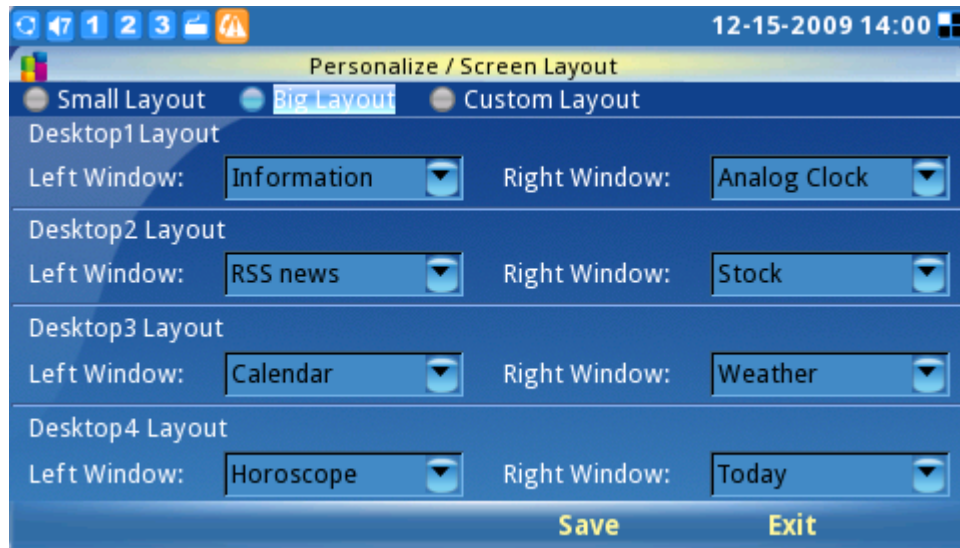 7 1 2 3 12-15-2009 14:00
Personalize / Screen Layout
Small Layout Big Layout Custom Layout
Desktop1 Layout
Left Window: Information Right Window: Analog Clock
Desktop2 Layout
Left Window: RSS news Right Window: Stock
Desktop3 Layout
Left Window: Calendar Right Window: Weather
Desktop4 Layout
Left Window: Horoscope Right Window: Today
Save Exit